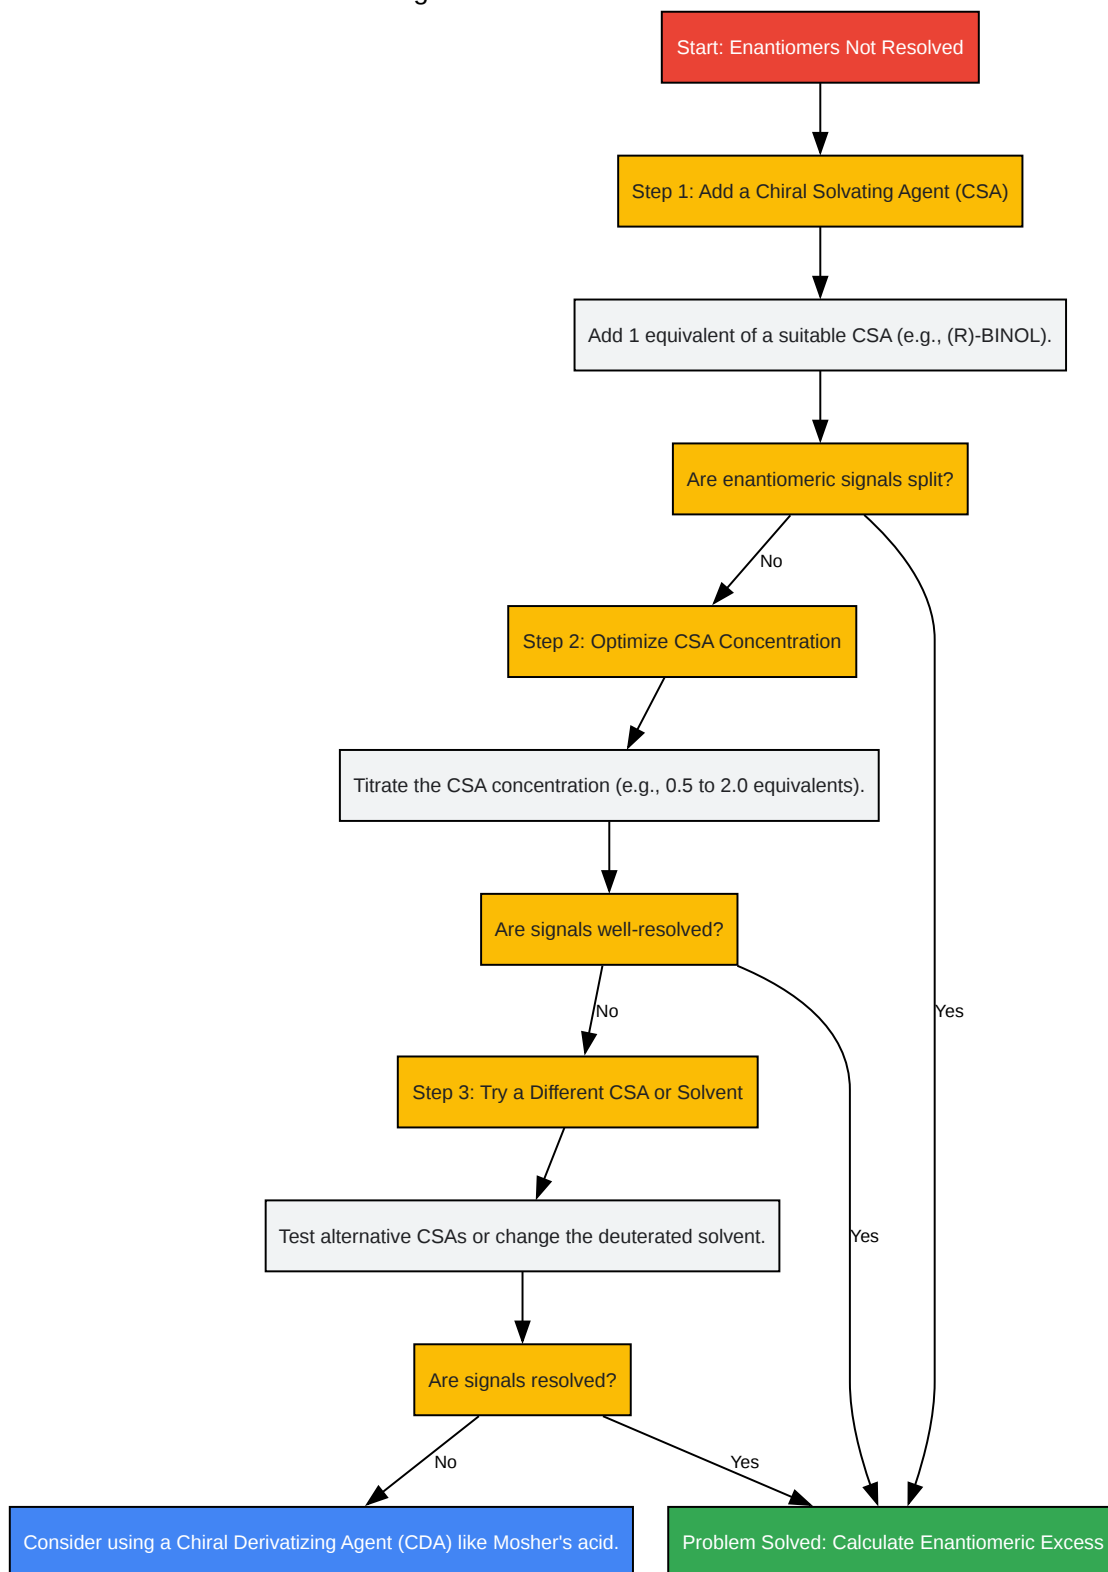 Start: Enantiomers Not Resolved
Step 1: Add a Chiral Solvating Agent (CSA)
Add 1 equivalent of a suitable CSA (e.g., (R)-BINOL).
Are enantiomeric signals split?
No
Step 2: Optimize CSA Concentration
Titrate the CSA concentration (e.g., 0.5 to 2.0 equivalents).
Are signals well-resolved?
No
Yes
Step 3: Try a Different CSA or Solvent
Test alternative CSAs or change the deuterated solvent.
Yes
Are signals resolved?
No
Yes
Consider using a Chiral Derivatizing Agent (CDA) like Mosher's acid.
Problem Solved: Calculate Enantiomeric Excess